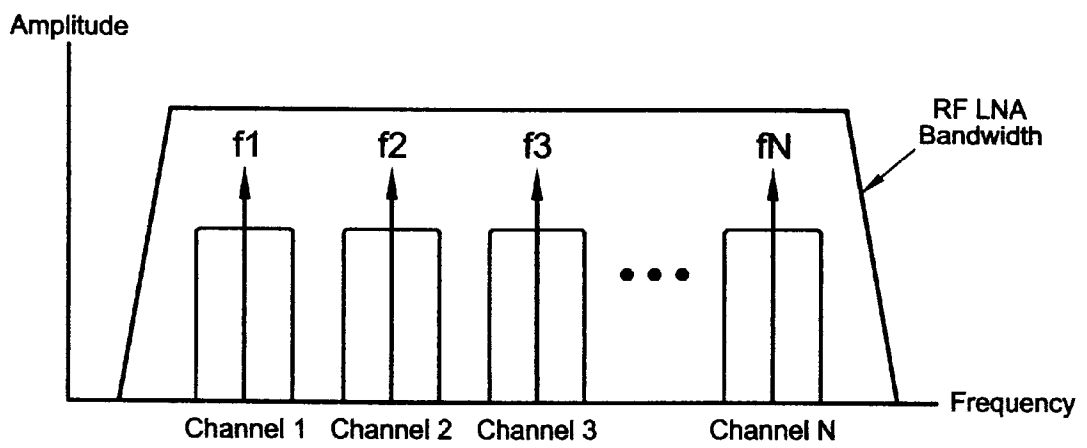 Amplitude
RF LNA
Bandwidth
f1 f2 f3 fN
Frequency
Channel 1 Channel 2 Channel 3 Channel N